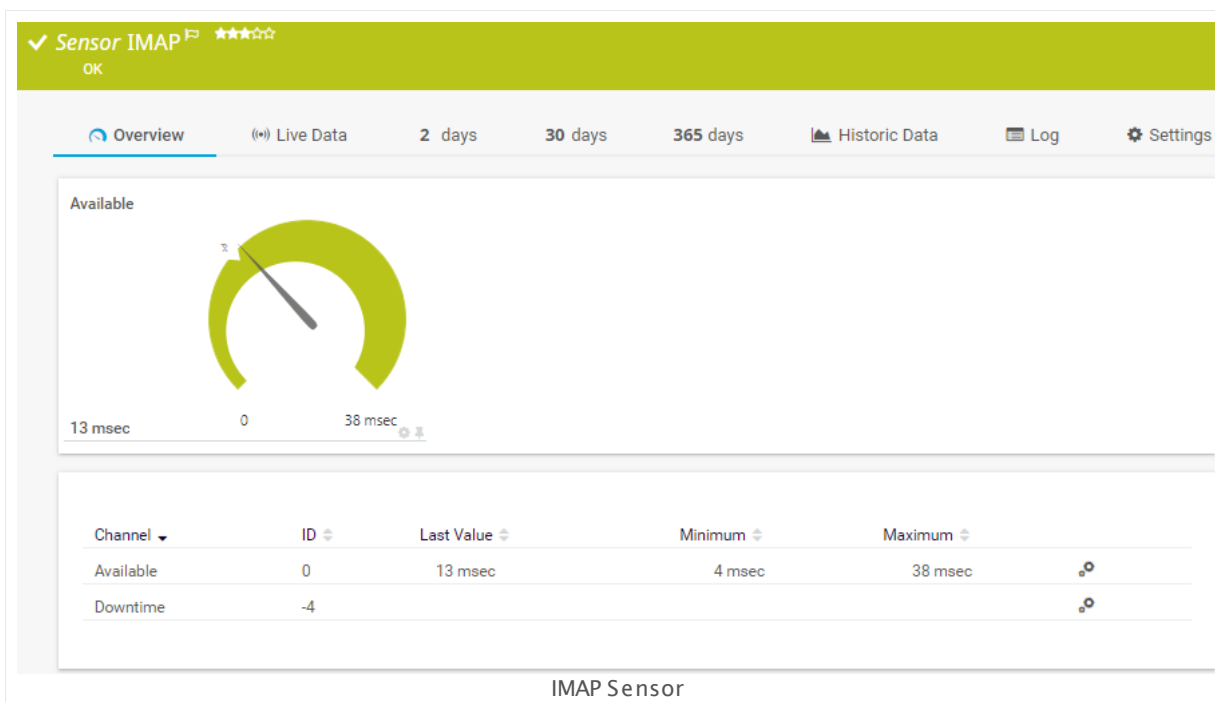 Sensor IMAP
OK
Overview Live Data 2 days 30 days 365 days Historic Data Log Settings
Available
13 msec 0 38 msec
Channel ID Last Value Minimum Maximum
Available 0 13 msec 4 msec 38 msec
Downtime -4
IMAP Sensor